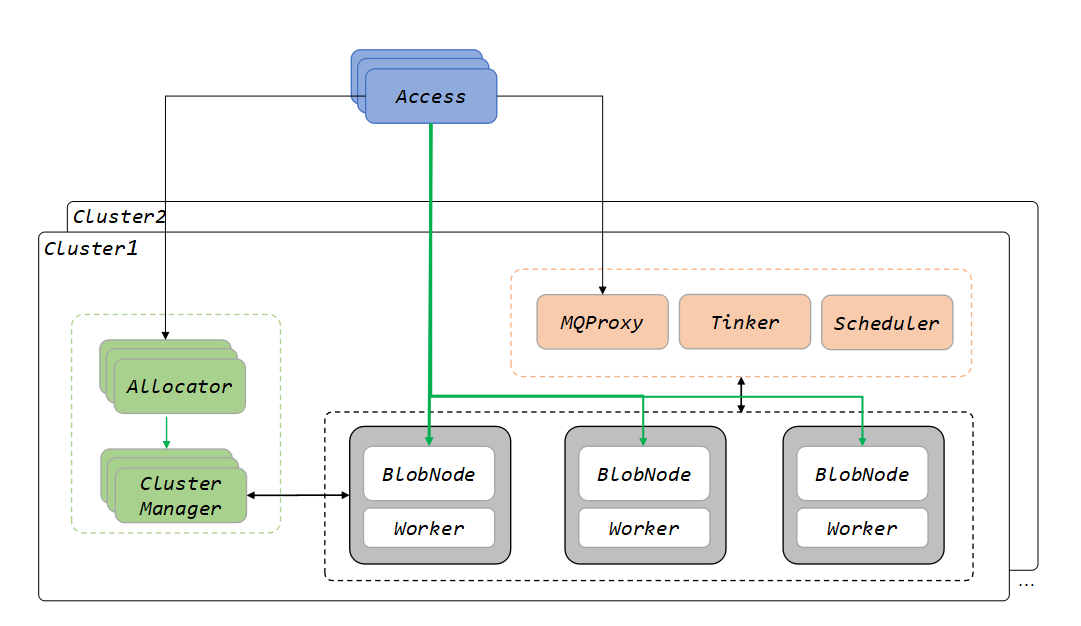 Access
Cluster2
Cluster1
MQProxy
Tinker
Scheduler
Allocator
Cluster
Manager
BlobNode
BlobNode
BlobNode
Worker
Worker
Worker
...